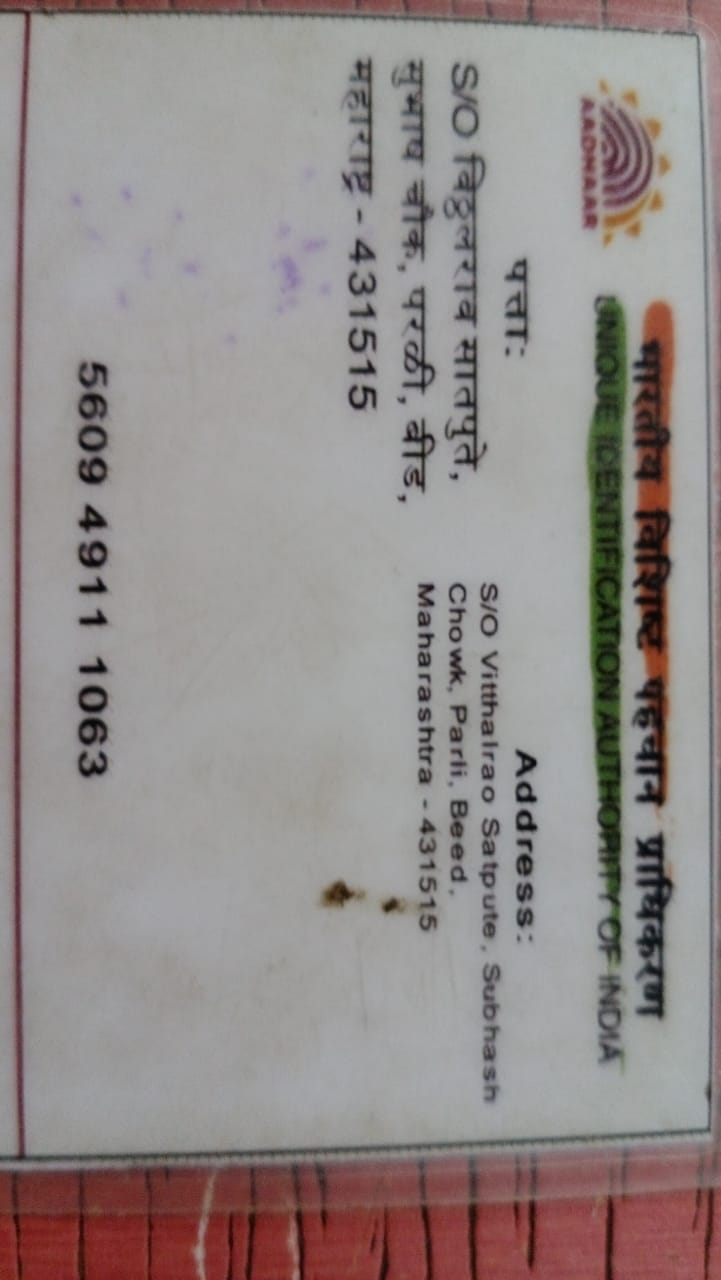 AADHAAR
भारतीय विशिष्ट पहचान प्राधिकरण
UNIQUE IDENTIFICATION AUTHORITY OF INDIA
पत्ता:
S/O विठ्ठलराव सातपुते,
सुभाष चौक, परळी, बीड,
महाराष्ट्र - 431515
Address:
S/O Vitthalrao Satpute, Subhash
Chowk, Parli, Beed,
Maharashtra - 431515
5609 4911 1063